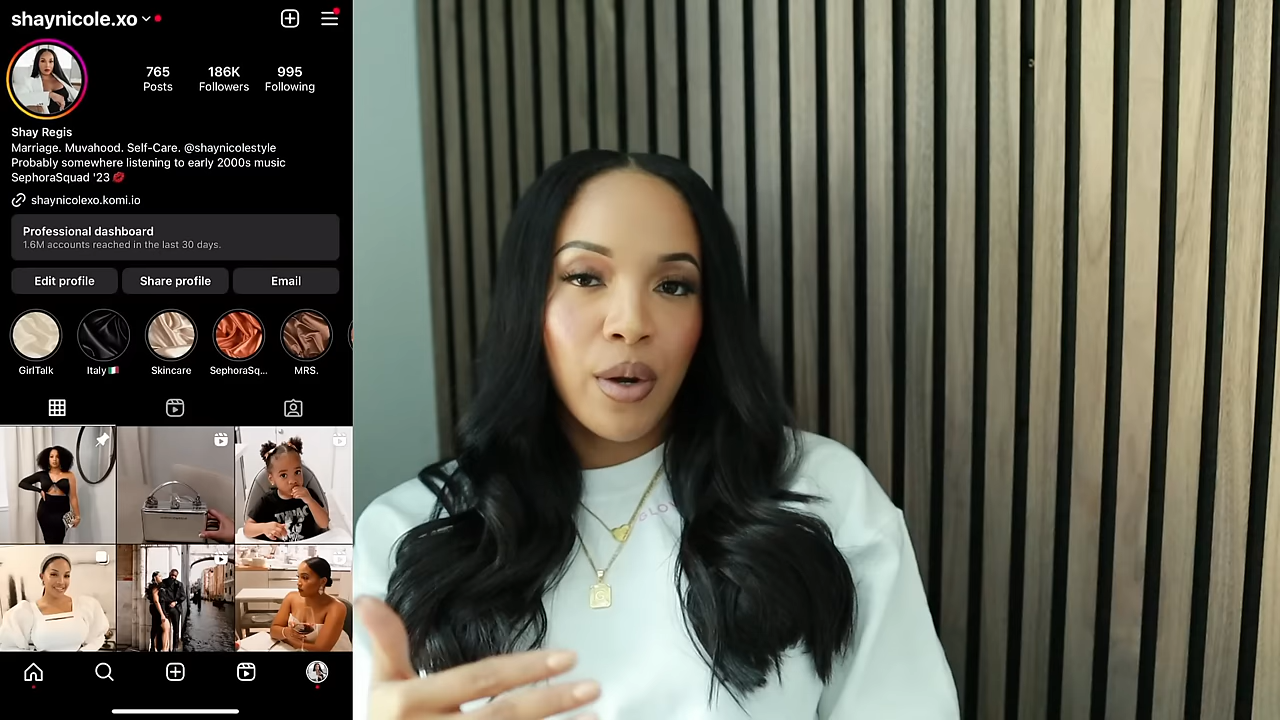 shaynicole.xo
765
Posts
186K
Followers
995
Following
Shay Regis
Marriage. Muvahood. Self-Care. @shaynicolestyle
Probably somewhere listening to early 2000s music
SephoraSquad '23 💋
shaynicolexo.komi.io
Professional dashboard
1.6M accounts reached in the last 30 days.
Edit profile
Share profile
Email
GirlTalk
Italy🇮🇹
Skincare
SephoraSq...
MRS.